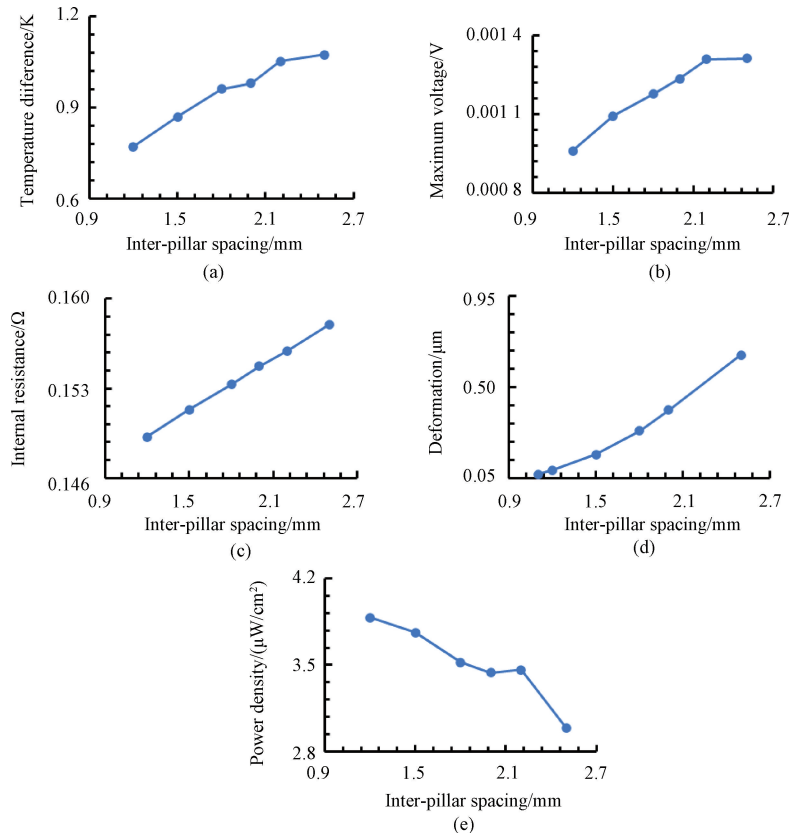 1.2
0.9
0.6
Temperature diifference/K
0.9 1.5 2.1 2.7
Inter-pillar spacing/mm
(a)
0.001 4
0.001 1
0.000 8
Maximum voltage/V
0.9 1.5 2.1 2.7
Inter-pillar spacing/mm
(b)
0.160
0.153
0.146
Internal resistance/Ω
0.9 1.5 2.1 2.7
Inter-pillar spacing/mm
(c)
0.95
0.50
0.05
Deformation/μm
0.9 1.5 2.1 2.7
Inter-pillar spacing/mm
(d)
4.2
3.5
2.8
Power density/(μW/cm²)
0.9 1.5 2.1 2.7
Inter-pillar spacing/mm
(e)